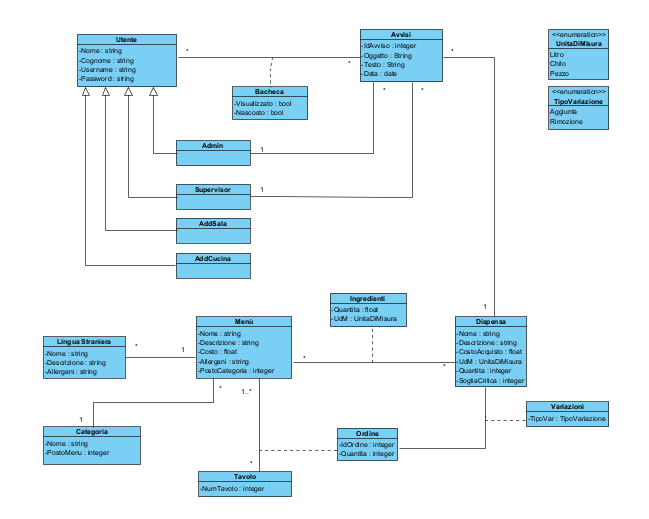 Utente
-Nome : string
-Cognome : string
-Username : string
-Password : string
*
*
Avvisi
-IdAvviso : integer
-Oggetto : String
-Testo : String
-Data : date
*
*
*
<<enumeration>>
UnitaDiMisura
Litro
Chilo
Pezzo
<<enumeration>>
TipoVariazione
Aggiunta
Rimozione
Bacheca
-Visualizzato : bool
-Nascosto : bool
Admin
1
Supervisor
1
AddSala
AddCucina
Ingredienti
-Quantita : float
-UdM : UnitaDiMisura
1
Menù
-Nome : string
-Descrizione : string
-Costo : float
-Allergeni : string
-PostoCategoria : integer
Dispensa
-Nome : string
-Descrizione : string
-CostoAcquisto : float
-UdM : UnitaDiMisura
-Quantita : integer
-SogliaCritica : integer
Lingua Straniera
-Nome : string
-Descrizione : string
-Allergeni : string
*
1
*
*
*
1..*
1
Categoria
-Nome : string
-PostoMenu : integer
Variazioni
-TipoVar : TipoVariazione
Ordine
-IdOrdine : integer
-Quantita : integer
*
Tavolo
-NumTavolo : integer